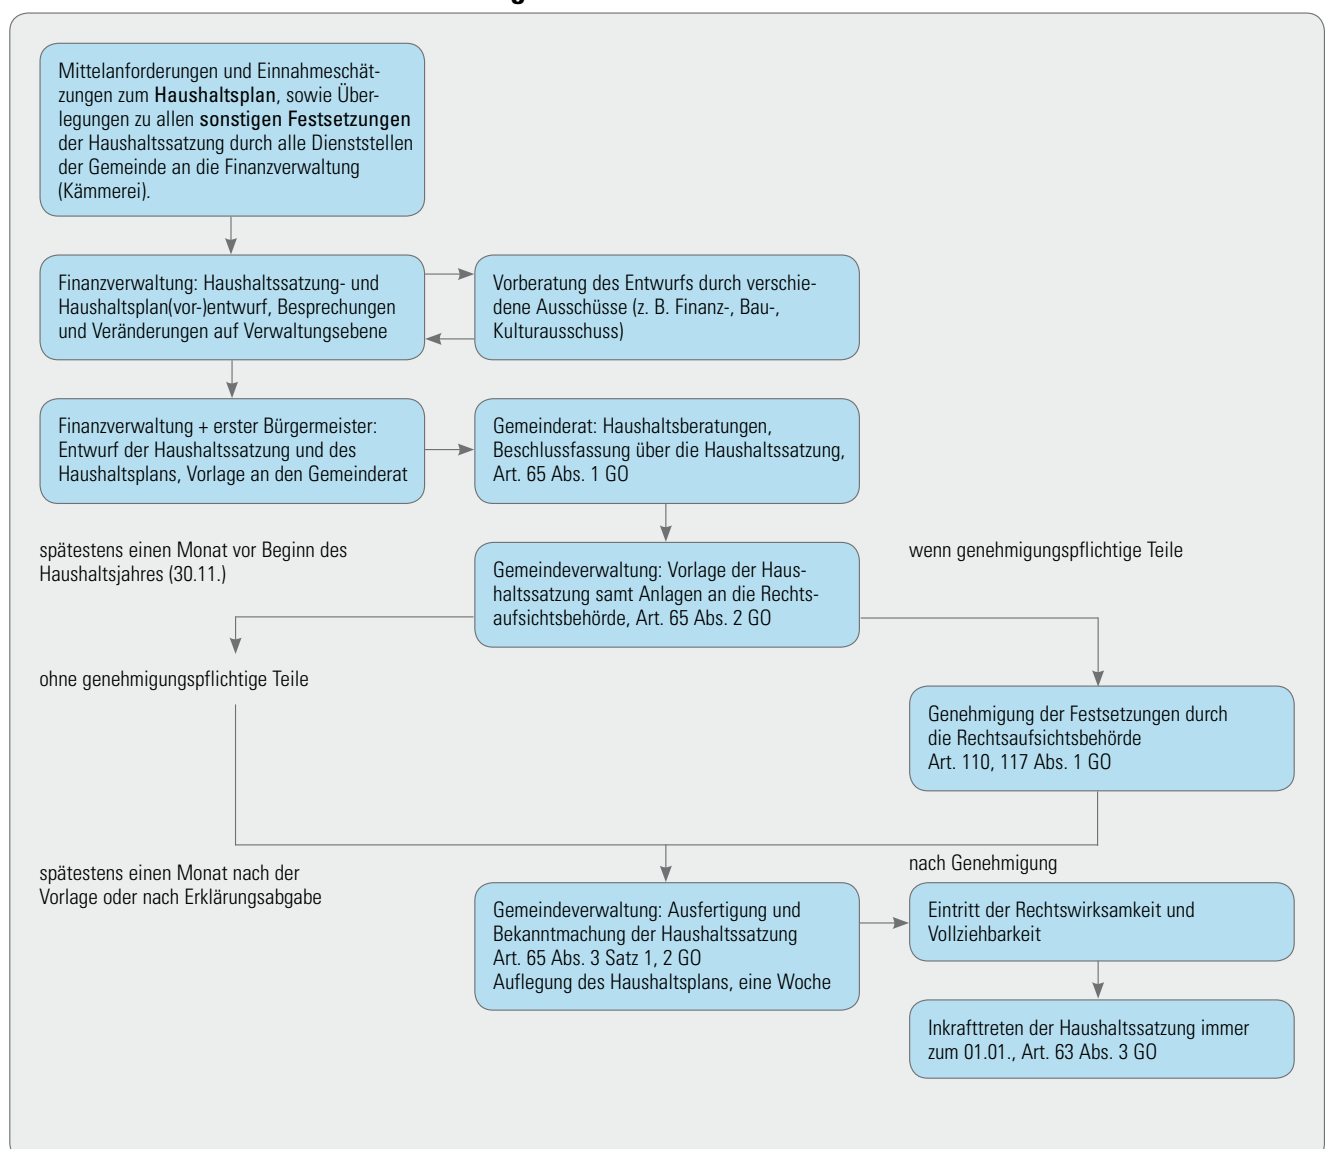 Mittelanforderungen und Einnahmeschät-
zungen zum Haushaltsplan, sowie Über-
legungen zu allen sonstigen Festsetzungen
der Haushaltssatzung durch alle Dienststellen
der Gemeinde an die Finanzverwaltung
(Kämmerei).
Finanzverwaltung: Haushaltssatzung- und
Haushaltsplan(vor-)entwurf, Besprechungen
und Veränderungen auf Verwaltungsebene
Vorberatung des Entwurfs durch verschie-
dene Ausschüsse (z. B. Finanz-, Bau-,
Kulturausschuss)
Finanzverwaltung + erster Bürgermeister:
Entwurf der Haushaltssatzung und des
Haushaltsplans, Vorlage an den Gemeinderat
Gemeinderat: Haushaltsberatungen,
Beschlussfassung über die Haushaltssatzung,
Art. 65 Abs. 1 GO
spätestens einen Monat vor Beginn des
Haushaltsjahres (30.11.)
Gemeindeverwaltung: Vorlage der Haus-
haltssatzung samt Anlagen an die Rechts-
aufsichtsbehörde, Art. 65 Abs. 2 GO
wenn genehmigungspflichtige Teile
ohne genehmigungspflichtige Teile
Genehmigung der Festsetzungen durch
die Rechtsaufsichtsbehörde
Art. 110, 117 Abs. 1 GO
spätestens einen Monat nach der
Vorlage oder nach Erklärungsabgabe
nach Genehmigung
Gemeindeverwaltung: Ausfertigung und
Bekanntmachung der Haushaltssatzung
Art. 65 Abs. 3 Satz 1, 2 GO
Auflegung des Haushaltsplans, eine Woche
Eintritt der Rechtswirksamkeit und
Vollziehbarkeit
Inkrafttreten der Haushaltssatzung immer
zum 01.01., Art. 63 Abs. 3 GO